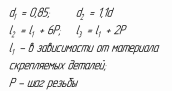 d₁ = 0,85; d₂ = 1,1d
l₂ = l₁ + 6P; l₃ = l₁ + 2P
l₁ – в зависимости от материала
скрепляемых деталей;
P – шаг резьбы